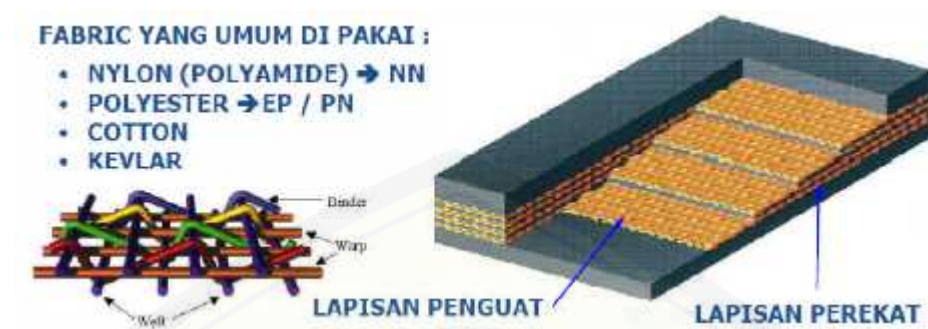 FABRIC YANG UMUM DI PAKAI :
• NYLON (POLYAMIDE) ➔ NN
• POLYESTER ➔ EP / PN
• COTTON
• KEVLAR
Binder
Warp
Weft
LAPISAN PENGUAT
LAPISAN PEREKAT